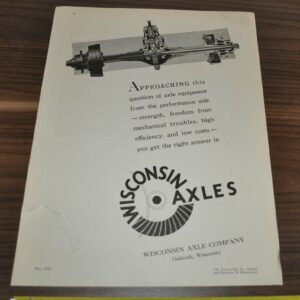 APPROACHING this
question of axle equipment
from the performance side
—strength, freedom from
mechanical troubles, high
efficiency, and low costs—
you get the right answer in
WISCONSIN
AXLES
WISCONSIN AXLE COMPANY
Oshkosh, Wisconsin